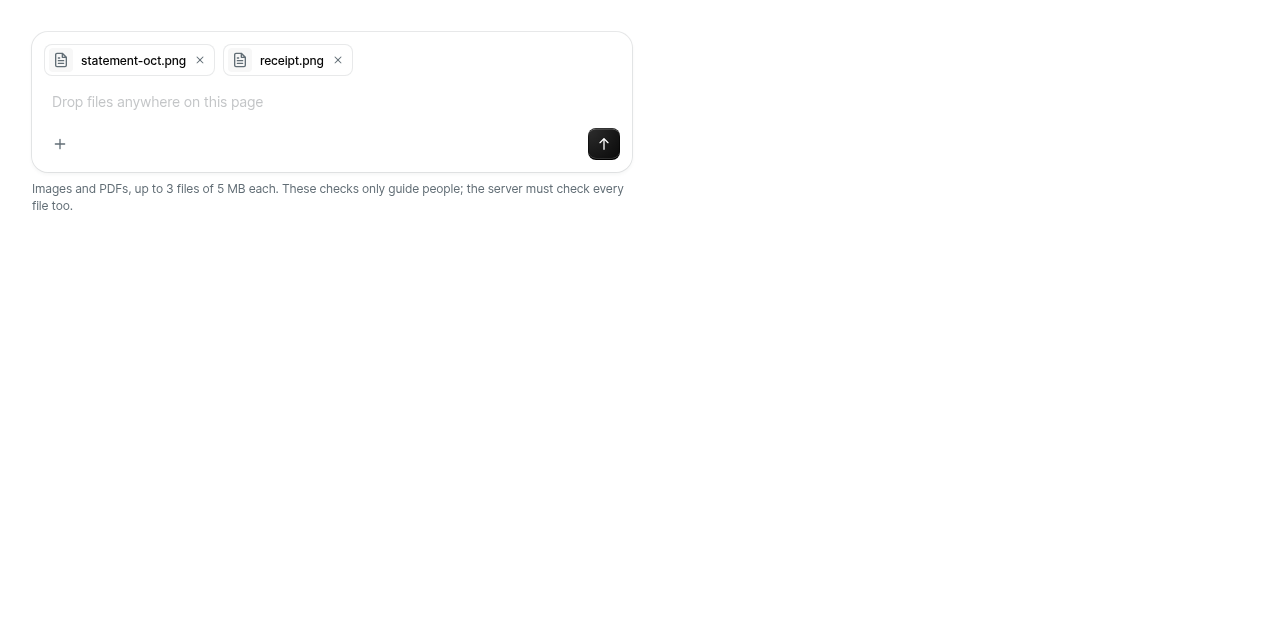 statement-oct.png × receipt.png ×
Drop files anywhere on this page
Images and PDFs, up to 3 files of 5 MB each. These checks only guide people; the server must check every
file too.